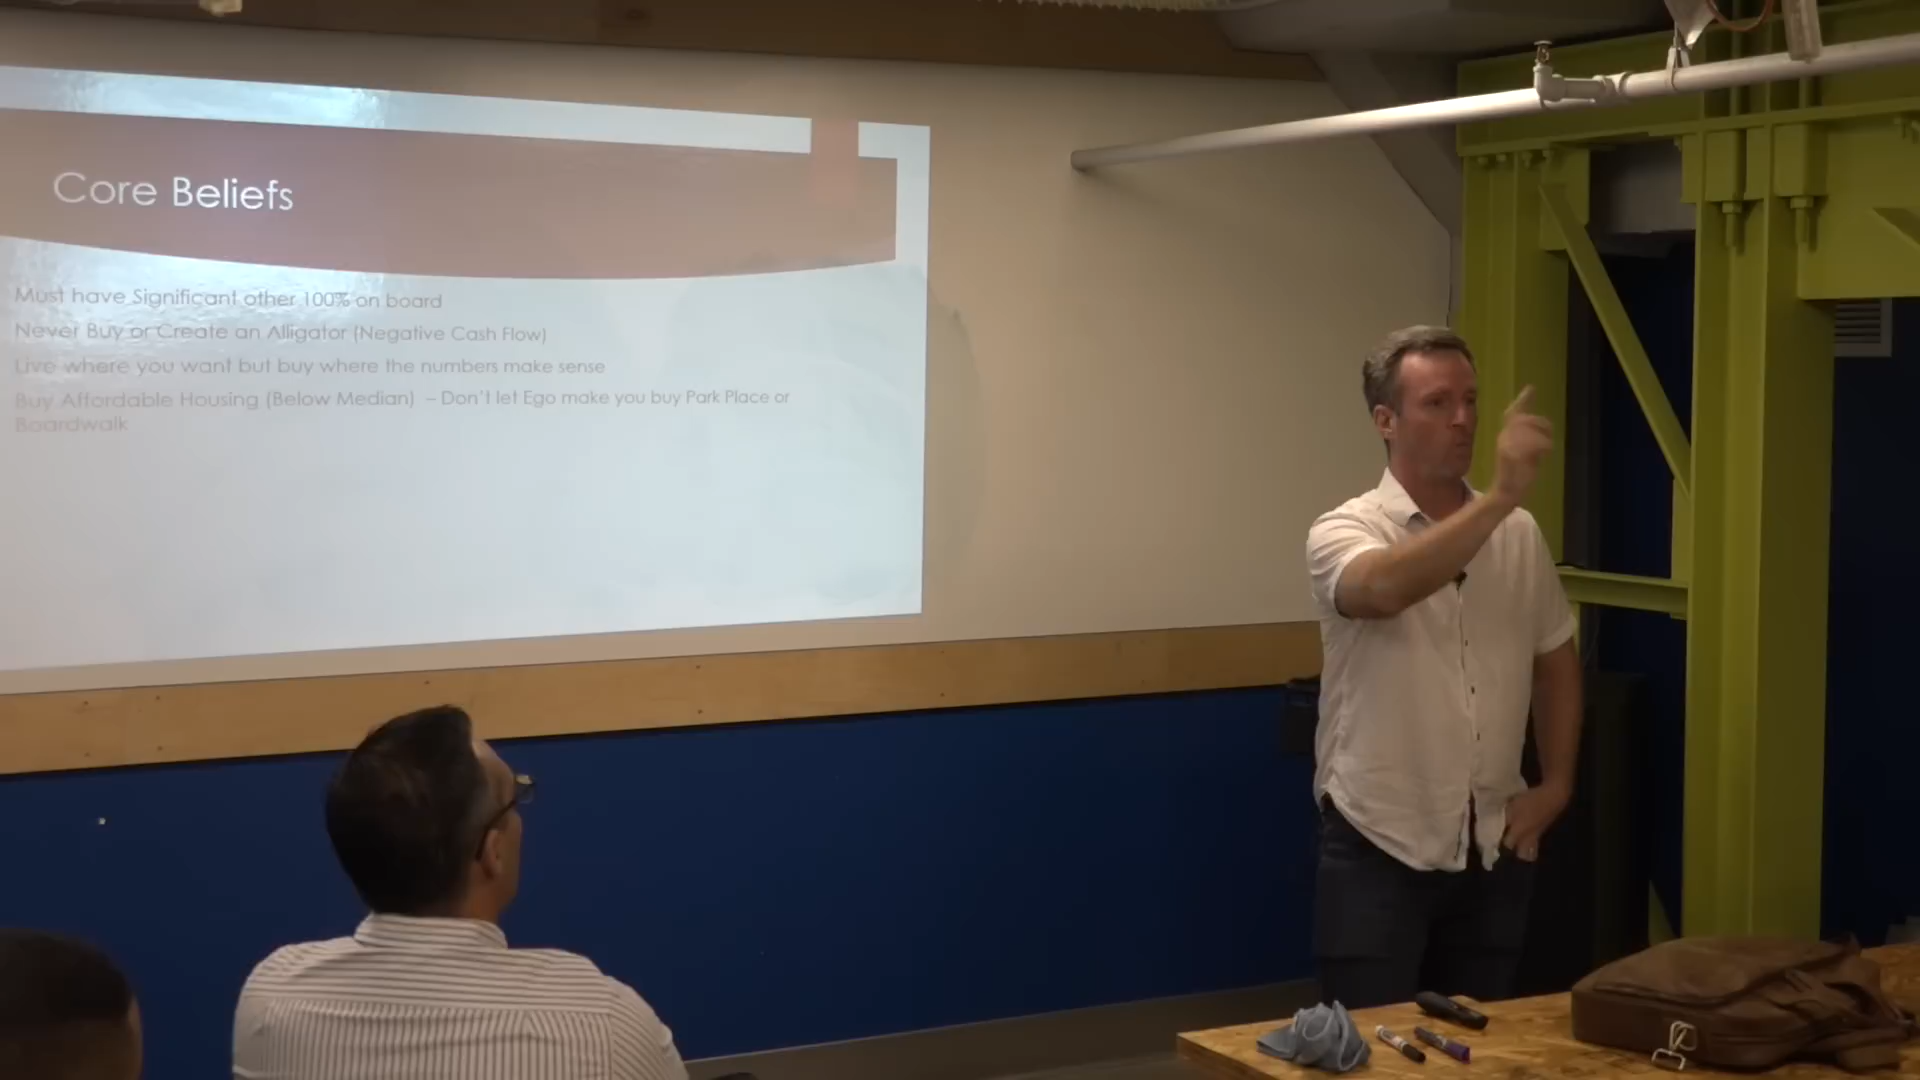 Core Beliefs
Must have Significant other 100% on board
Never Buy or Create an Alligator (Negative Cash Flow)
Live where you want but buy where the numbers make sense
Buy Affordable Housing (Below Median) – Don't let Ego make you buy Park Place or
Boardwalk